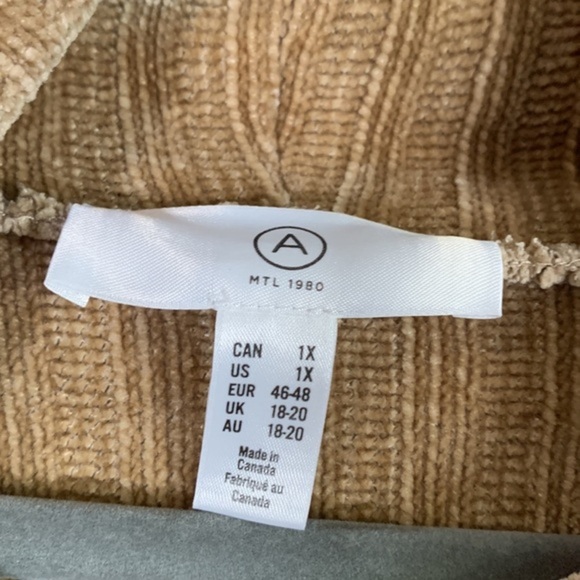 A
MTL 1980
CAN 1X
US 1X
EUR 46-48
UK 18-20
AU 18-20
Made in
Canada
Fabriqué au
Canada